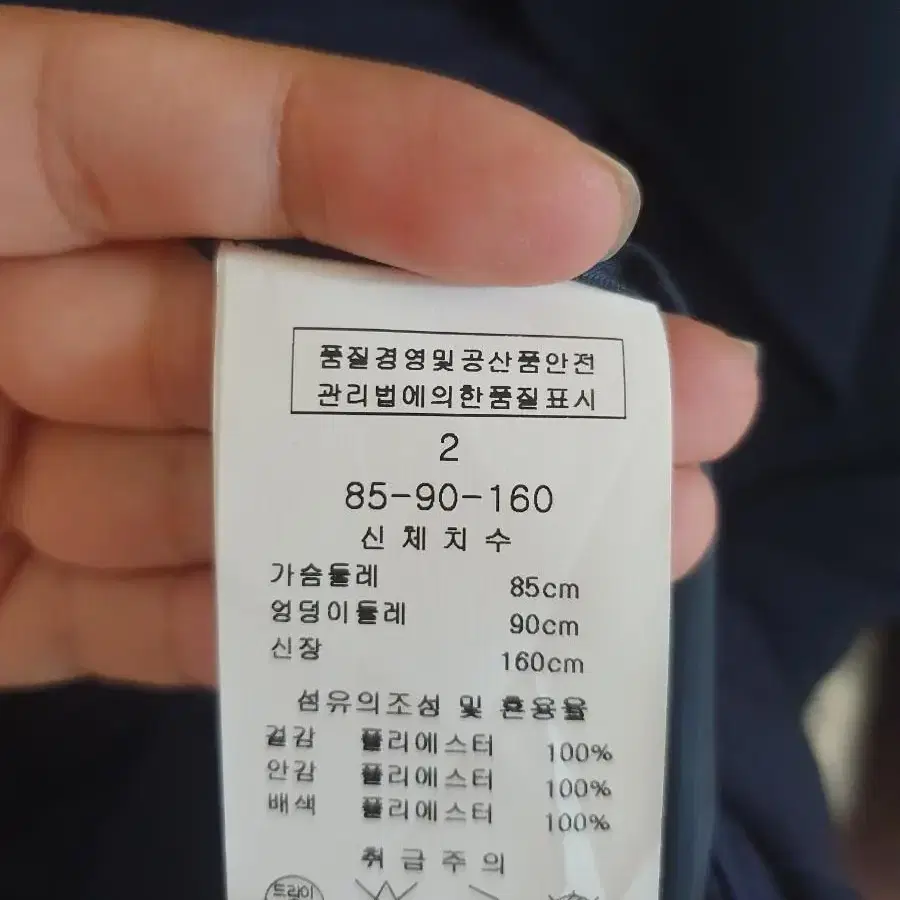 품질경영및공산품안전
관리법에의한품질표시
2
85-90-160
신체치수
가슴둘레 85cm
엉덩이둘레 90cm
신장 160cm
섬유의조성 및 혼용율
겉감 폴리에스터 100%
안감 폴리에스터 100%
배색 폴리에스터 100%
취급주의
드라이